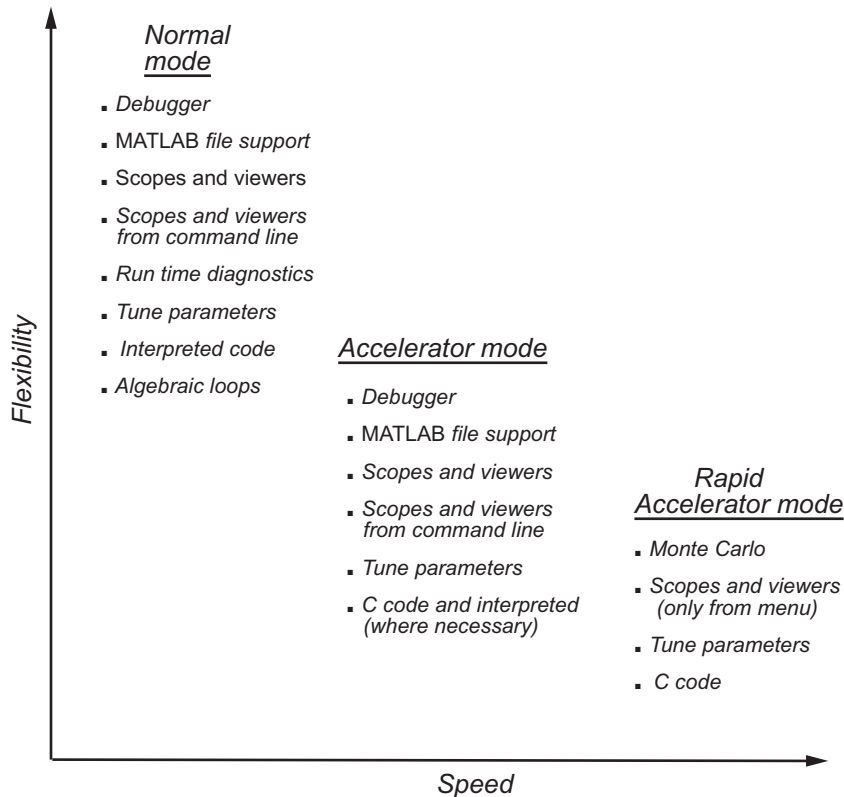 Flexibility
Normal
mode
▪ Debugger
▪ MATLAB file support
▪ Scopes and viewers
▪ Scopes and viewers
from command line
▪ Run time diagnostics
▪ Tune parameters
▪ Interpreted code
▪ Algebraic loops
Accelerator mode
▪ Debugger
▪ MATLAB file support
▪ Scopes and viewers
▪ Scopes and viewers
from command line
▪ Tune parameters
▪ C code and interpreted
(where necessary)
Rapid
Accelerator mode
▪ Monte Carlo
▪ Scopes and viewers
(only from menu)
▪ Tune parameters
▪ C code
Speed